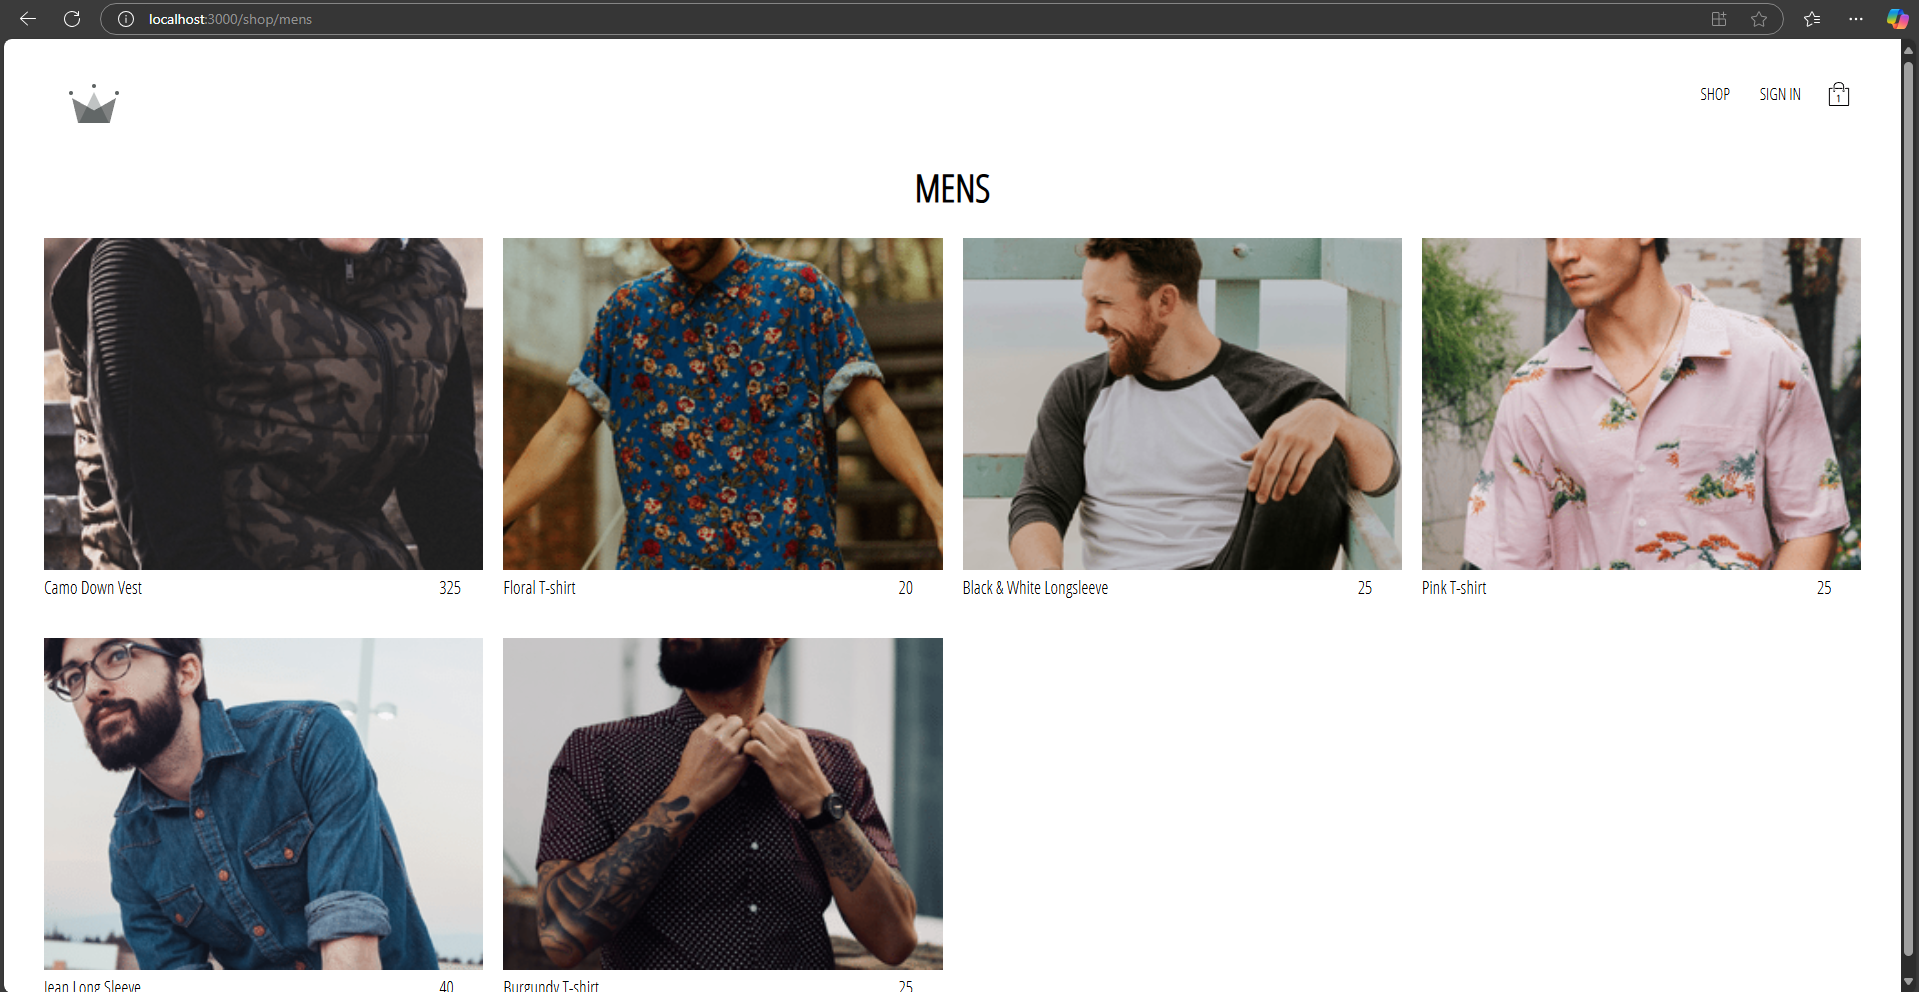 localhost:3000/shop/mens
SHOP
SIGN IN
1
MENS
Camo Down Vest 325
Floral T-shirt 20
Black & White Longsleeve 25
Pink T-shirt 25
Jean Long Sleeve 40
Burgundy T-shirt 25